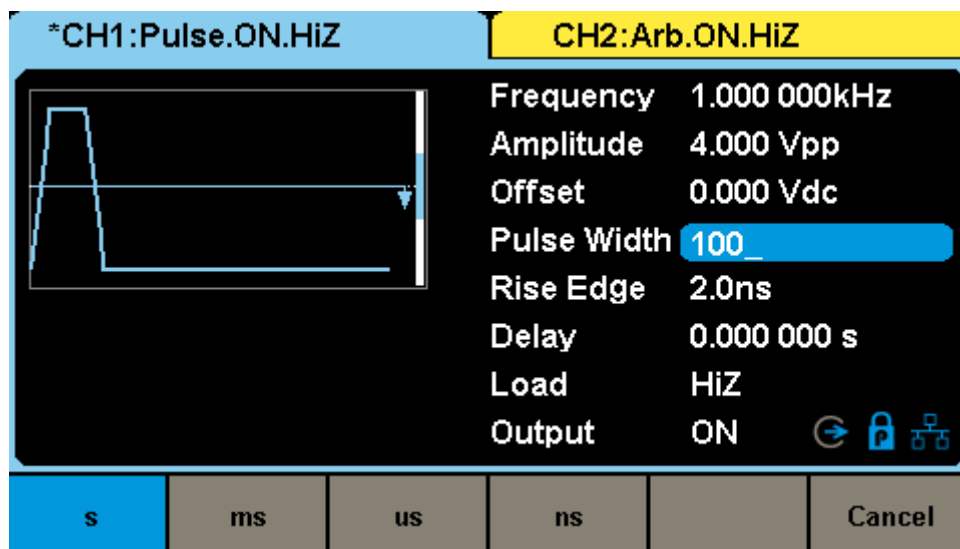 *CH1:Pulse.ON.HiZ CH2:Arb.ON.HiZ
Frequency 1.000 000kHz
Amplitude 4.000 Vpp
Offset 0.000 Vdc
Pulse Width 100_
Rise Edge 2.0ns
Delay 0.000 000 s
Load HiZ
Output ON
s ms us ns Cancel